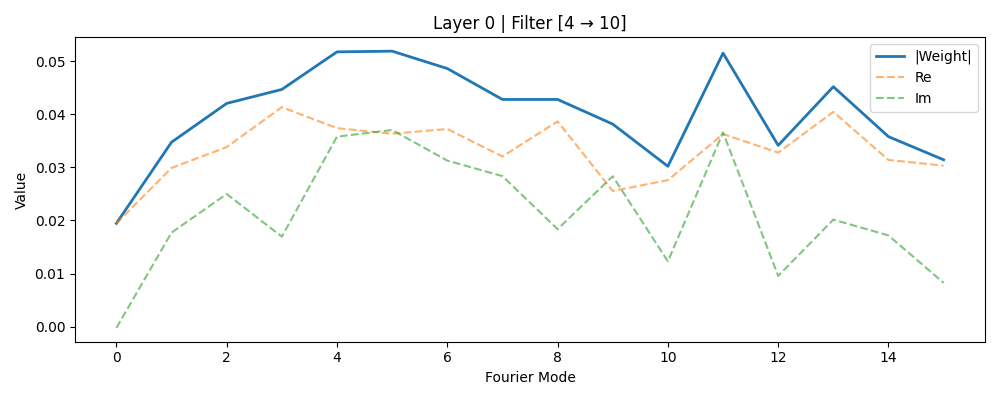 Layer 0 | Filter [4 → 10]
|Weight|
Re
Im
Value
0.05
0.04
0.03
0.02
0.01
0.00
0 2 4 6 8 10 12 14
Fourier Mode